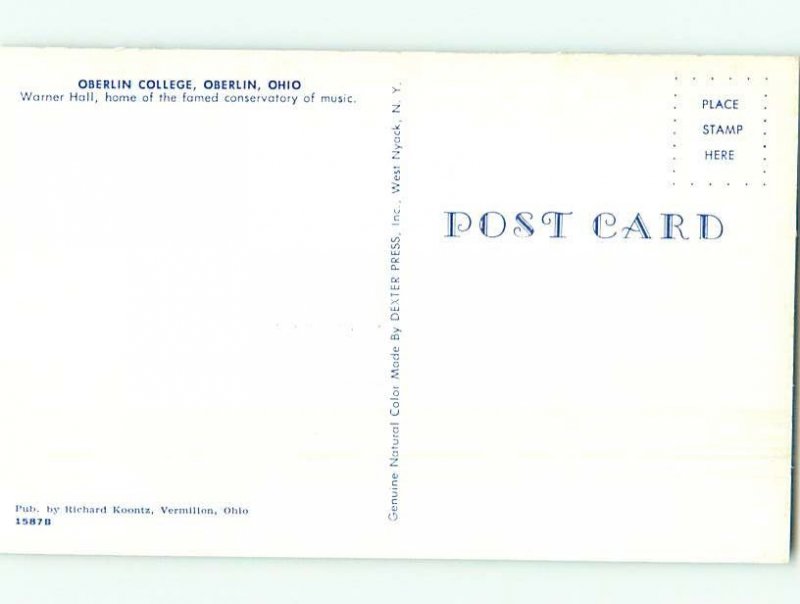 OBERLIN COLLEGE, OBERLIN, OHIO
Warner Hall, home of the famed conservatory of music.
Pub. by Richard Koontz, Vermilion, Ohio
1587B
Genuine Natural Color Made By DEXTER PRESS, Inc., West Nyack, N. Y.
PLACE
STAMP
HERE
POST CARD